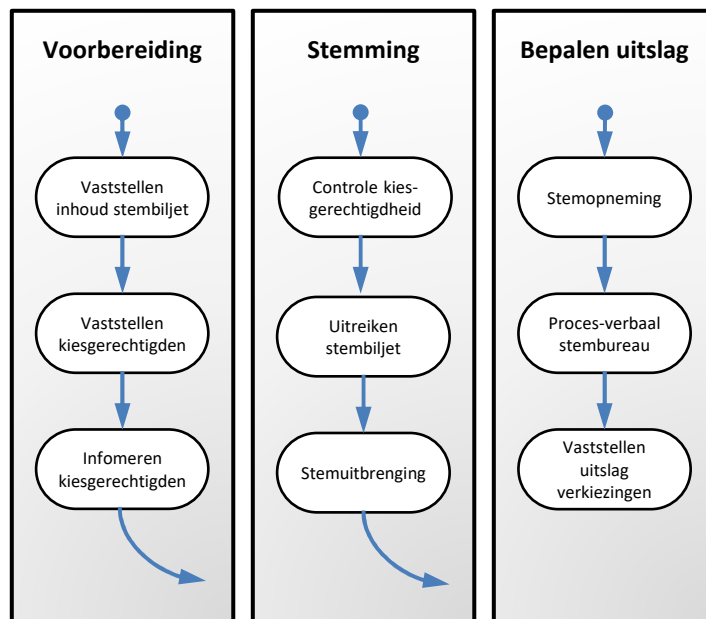 Voorbereiding
Vaststellen
inhoud stembiljet
Vaststellen
kiesgerechtigden
Infomeren
kiesgerechtigden
Stemming
Controle kies-
gerechtigdheid
Uitreiken
stembiljet
Stemuitbrenging
Bepalen uitslag
Stemopneming
Proces-verbaal
stembureau
Vaststellen
uitslag
verkiezingen